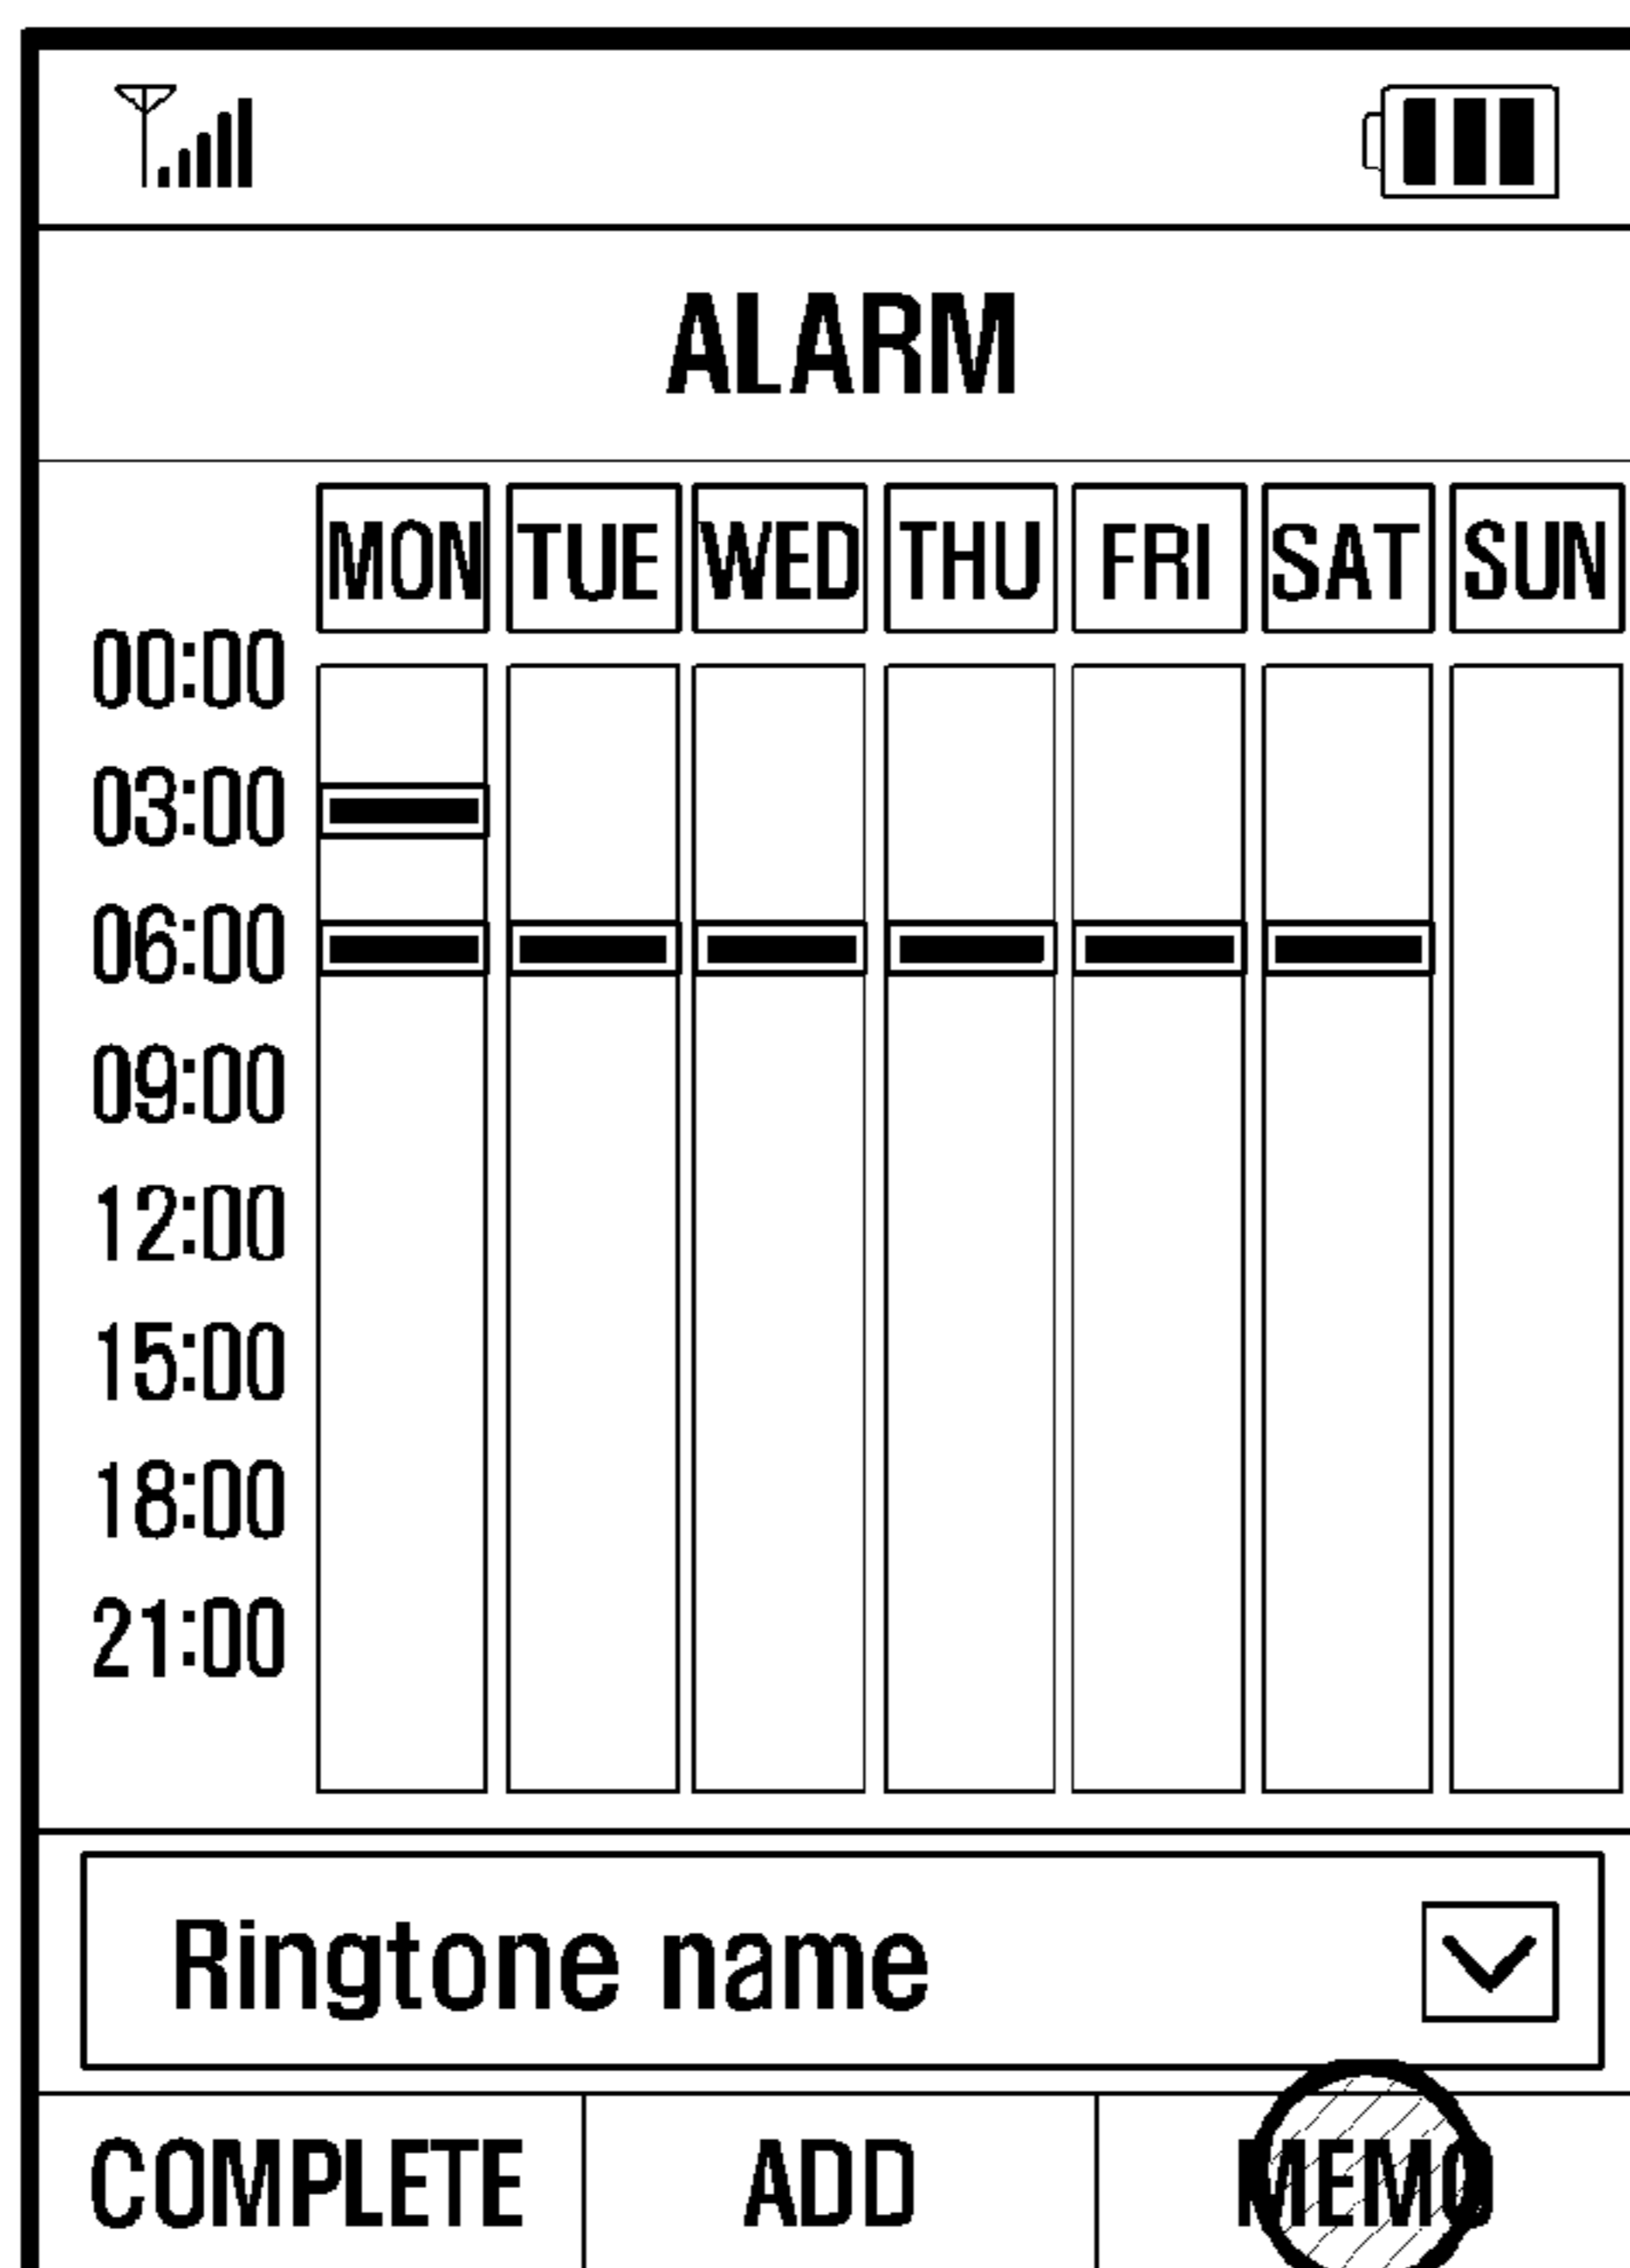 ALARM
MON TUE WED THU FRI SAT SUN
00:00
03:00
06:00
09:00
12:00
15:00
18:00
21:00
Ringtone name
COMPLETE ADD MEMO